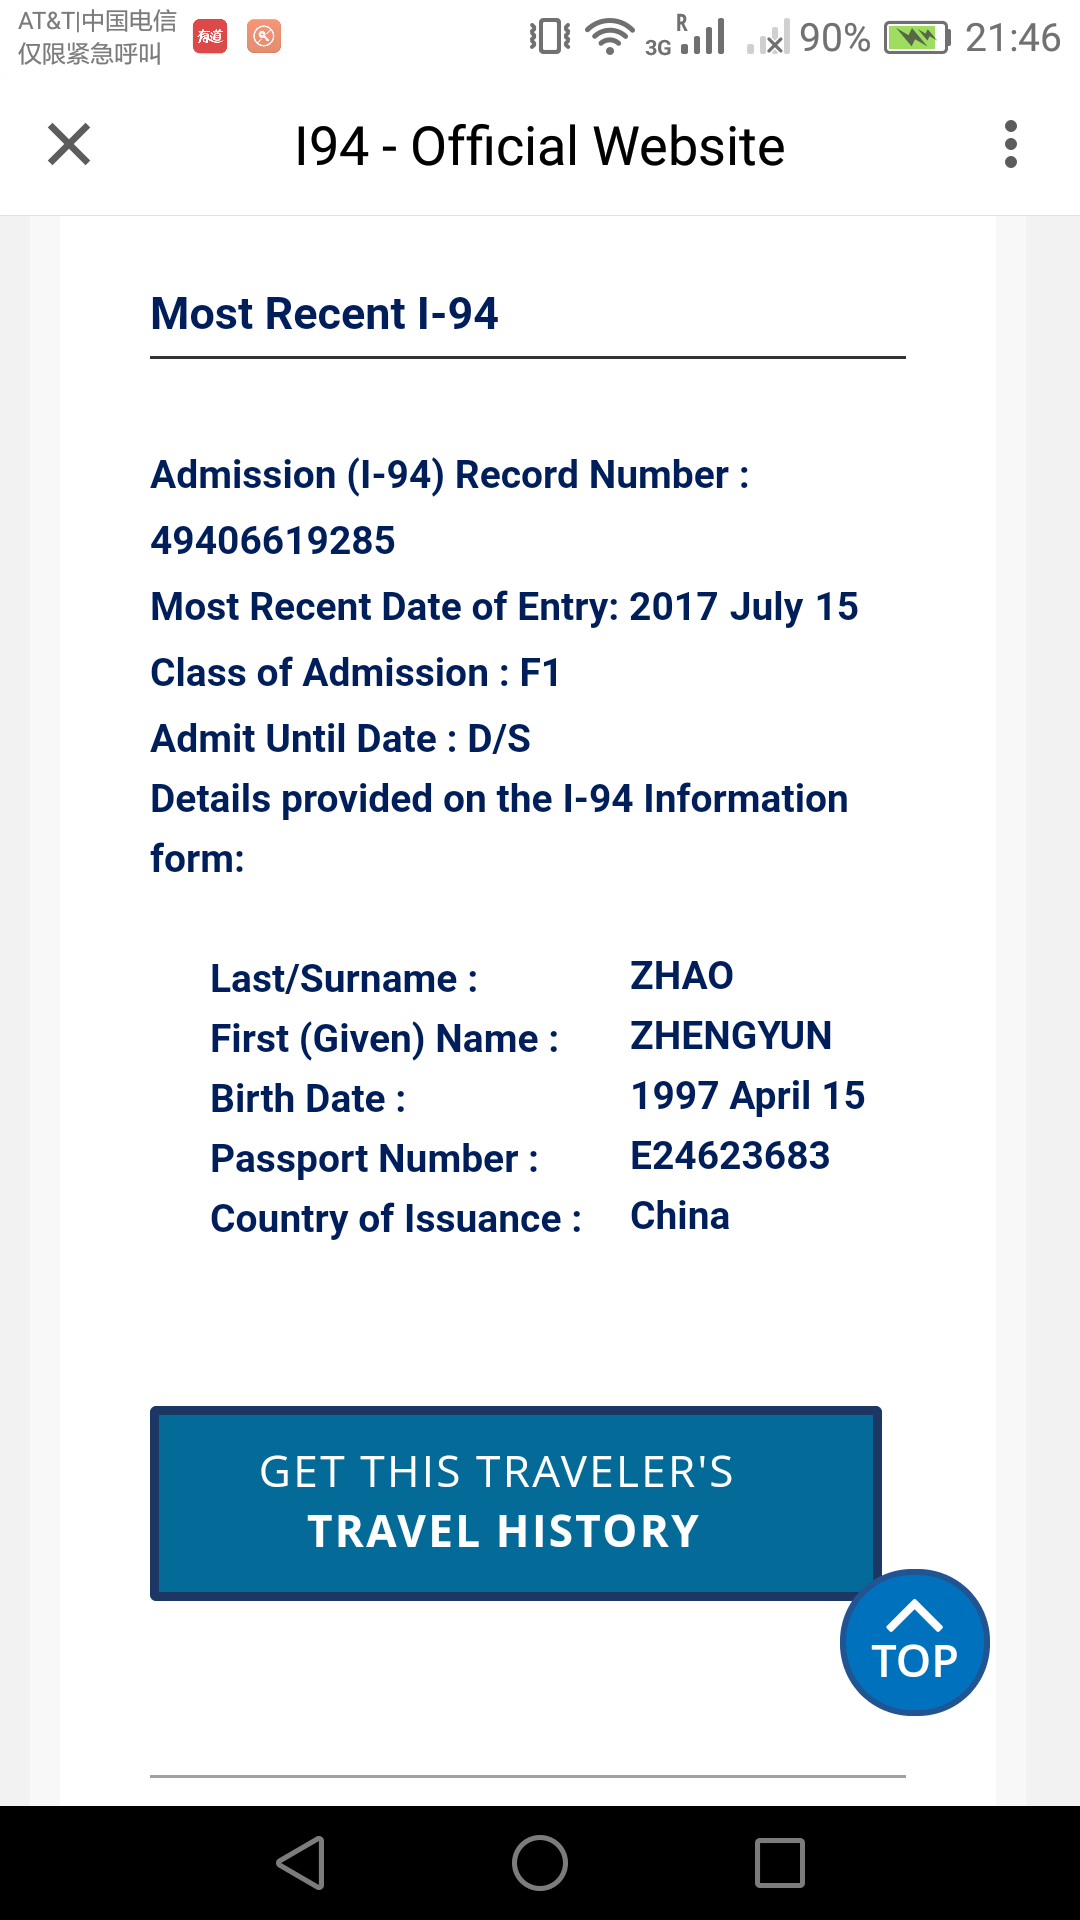 AT&T|中国电信
仅限紧急呼叫
有道
3G R 90% 21:46
I94 - Official Website
Most Recent I-94
Admission (I-94) Record Number :
49406619285
Most Recent Date of Entry: 2017 July 15
Class of Admission : F1
Admit Until Date : D/S
Details provided on the I-94 Information
form:
Last/Surname : ZHAO
First (Given) Name : ZHENGYUN
Birth Date : 1997 April 15
Passport Number : E24623683
Country of Issuance : China
GET THIS TRAVELER'S
TRAVEL HISTORY
TOP